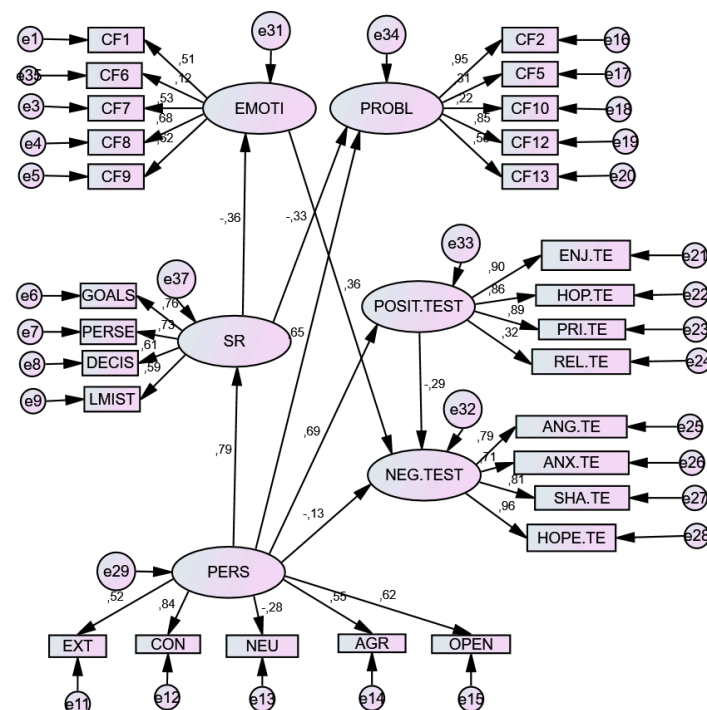 e1
CF1
,51
e31
e34
,95
CF2
e16
e35
CF6
,12
,31
CF5
e17
CF7
,53
EMOTI
PROBL
,22
CF10
e18
e3
,68
,85
CF12
e4
CF8
e19
e5
CF9
,52
CF13
e20
-,36
-,33
e33
ENJ.TE
e21
,90
e37
,36
POSIT.TEST
,86
HOP.TE
e22
e6
GOALS
,76
,89
PRI.TE
e23
e7
PERSE
,73
SR
,65
,32
REL.TE
e24
e8
DECIS
,61
e9
LMIST
,59
-,29
e32
,79
ANG.TE
e25
,79
,69
NEG.TEST
,71
ANX.TE
e26
,81
SHA.TE
e27
-,13
,96
HOPE.TE
e28
e29
PERS
,52
,84
-,28
,55
,62
EXT
CON
NEU
AGR
OPEN
e11
e12
e13
e14
e15